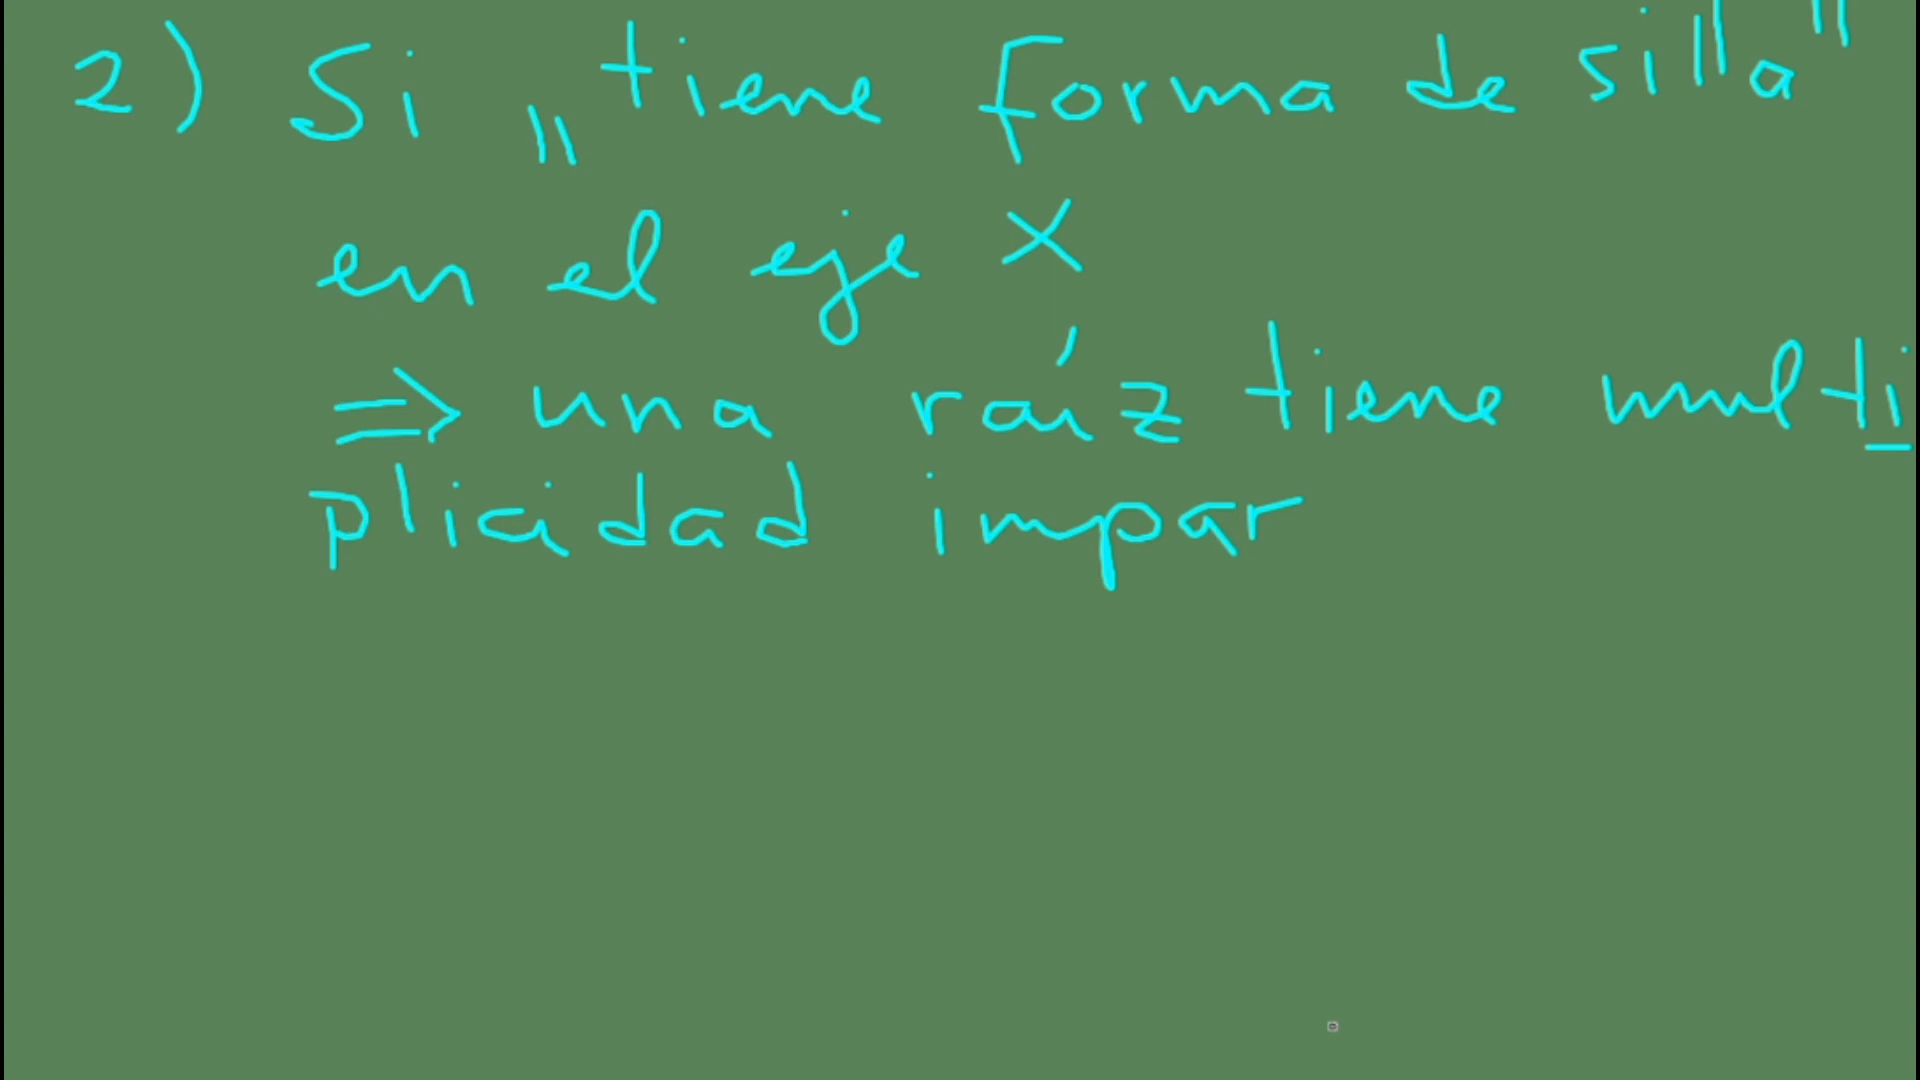 2) Si „tiene forma de silla"
en el eje X
⇒ una raíz tiene multi
plicidad impar